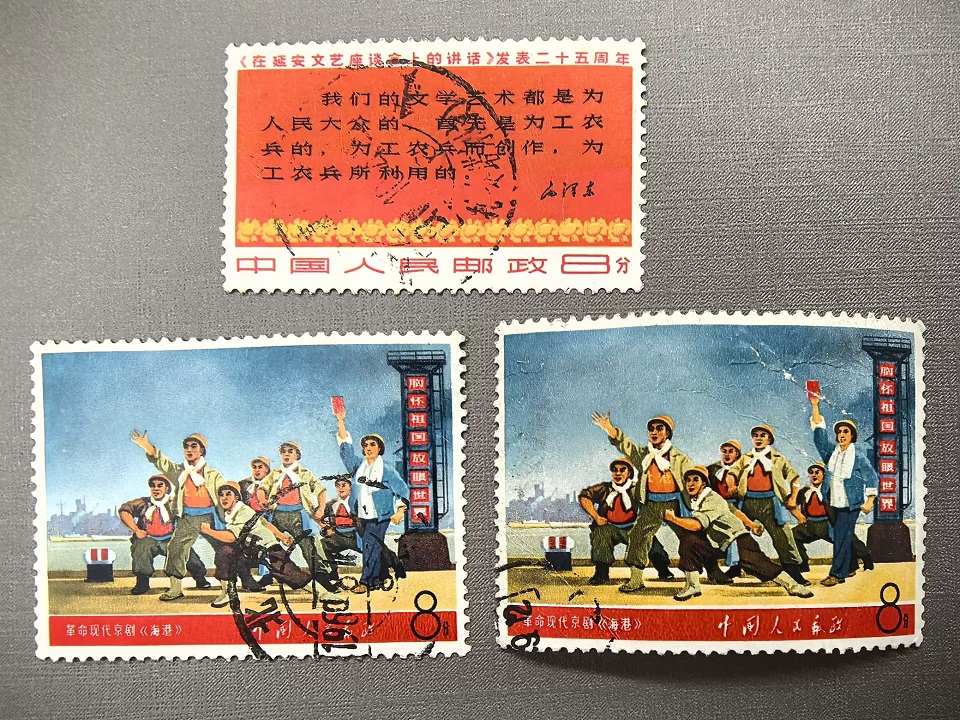 《在延安文艺座谈会上的讲话》发表二十五周年
我们的文学艺术都是为
人民大众的，首先是为工农
兵的，为工农兵而创作，为
工农兵所利用的
毛泽东
中国人民邮政 8分
胸怀祖国 放眼世界
革命现代京剧《海港》 中国人民邮政 8分
胸怀祖国 放眼世界
革命现代京剧《海港》 中国人民邮政 8分